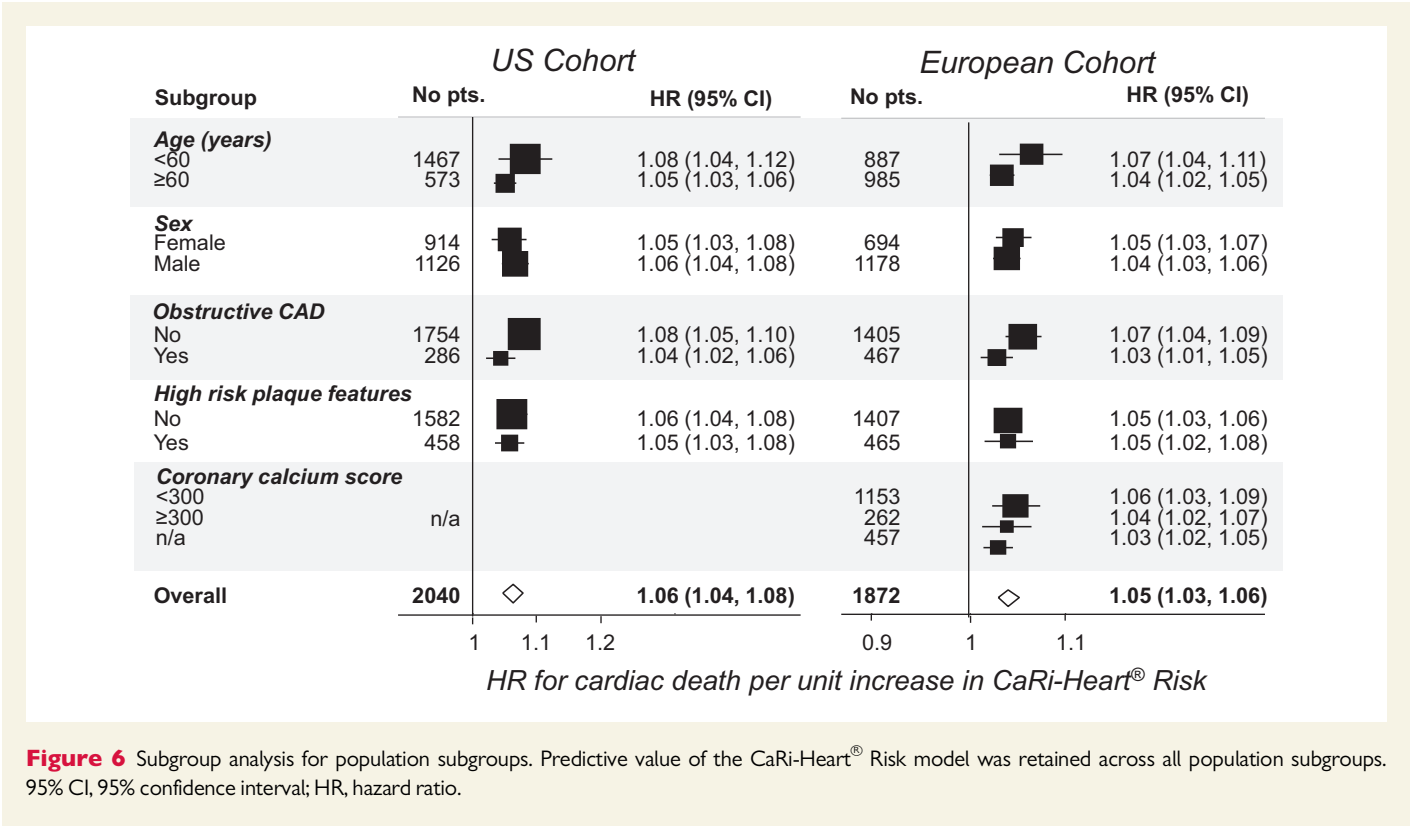 US Cohort European Cohort
Subgroup No pts. HR (95% CI) No pts. HR (95% CI)
Age (years)
<60 1467 1.08 (1.04, 1.12) 887 1.07 (1.04, 1.11)
≥60 573 1.05 (1.03, 1.06) 985 1.04 (1.02, 1.05)
Sex
Female 914 1.05 (1.03, 1.08) 694 1.05 (1.03, 1.07)
Male 1126 1.06 (1.04, 1.08) 1178 1.04 (1.03, 1.06)
Obstructive CAD
No 1754 1.08 (1.05, 1.10) 1405 1.07 (1.04, 1.09)
Yes 286 1.04 (1.02, 1.06) 467 1.03 (1.01, 1.05)
High risk plaque features
No 1582 1.06 (1.04, 1.08) 1407 1.05 (1.03, 1.06)
Yes 458 1.05 (1.03, 1.08) 465 1.05 (1.02, 1.08)
Coronary calcium score
<300 1153 1.06 (1.03, 1.09)
≥300 n/a 262 1.04 (1.02, 1.07)
n/a 457 1.03 (1.02, 1.05)
Overall 2040 1.06 (1.04, 1.08) 1872 1.05 (1.03, 1.06)
1 1.1 1.2 0.9 1 1.1
HR for cardiac death per unit increase in CaRi-Heart® Risk
Figure 6 Subgroup analysis for population subgroups. Predictive value of the CaRi-Heart® Risk model was retained across all population subgroups.
95% CI, 95% confidence interval; HR, hazard ratio.